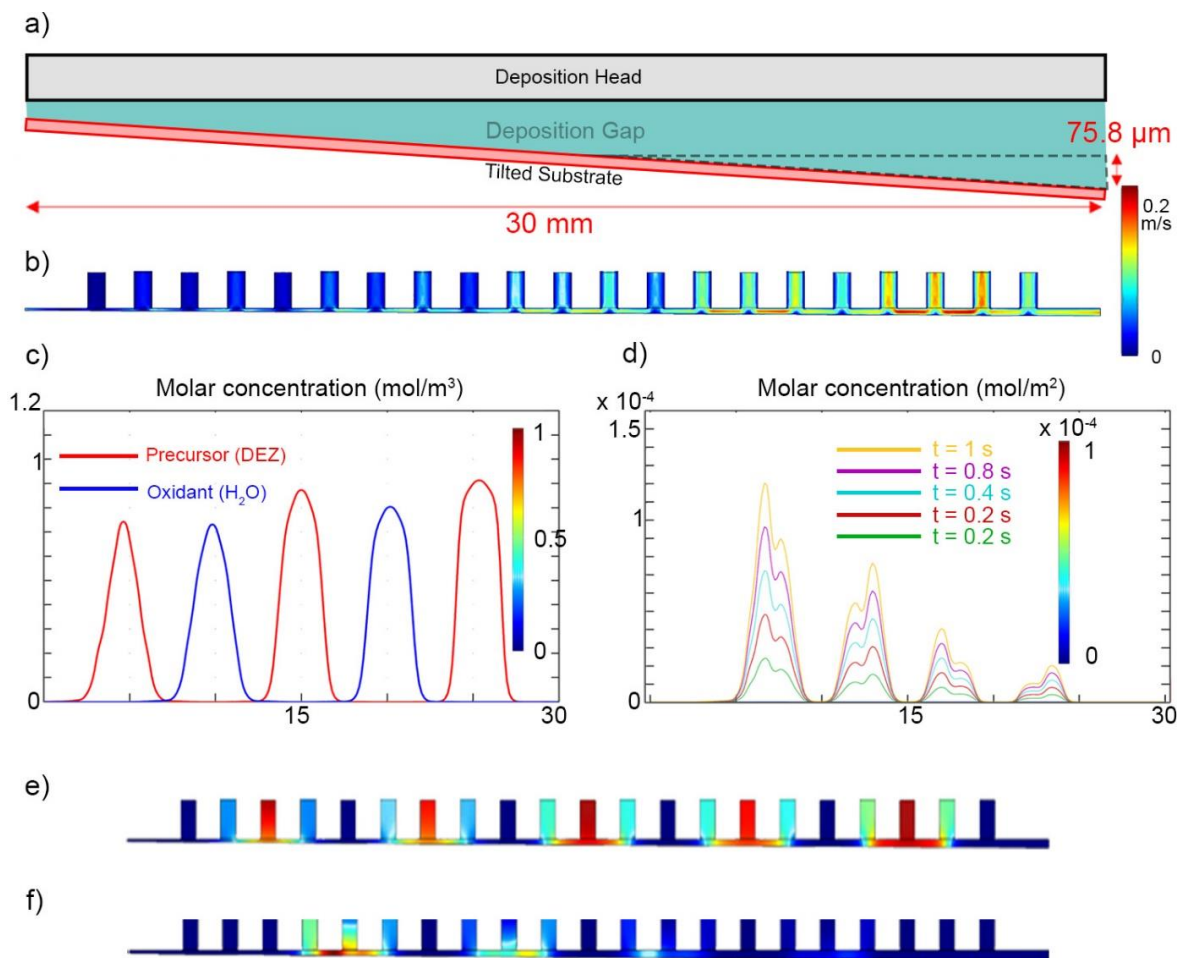 a)
Deposition Head
Deposition Gap
75.8 µm
Tilted Substrate
30 mm
0.2
m/s
0
b)
c)
Molar concentration (mol/m³)
1.2
1
0
15
30
Precursor (DEZ)
Oxidant (H₂O)
1
0.5
0
d)
Molar concentration (mol/m²)
x 10⁻⁴
1.5
1
0
15
30
t = 1 s
t = 0.8 s
t = 0.4 s
t = 0.2 s
t = 0.2 s
x 10⁻⁴
1
0
e)
f)